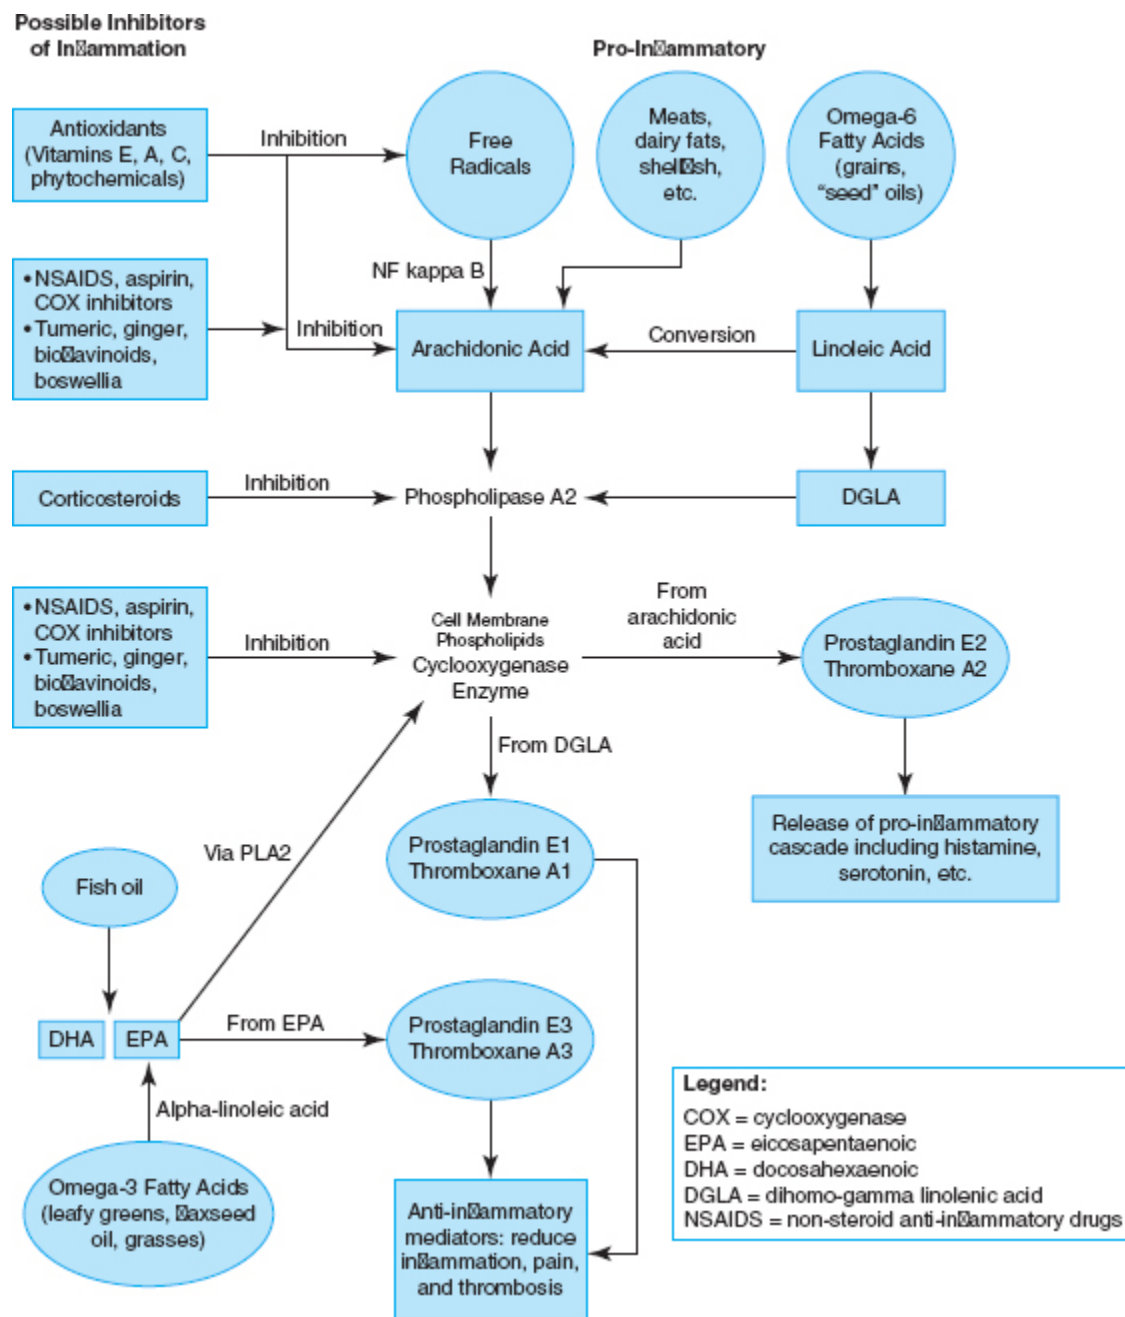 Possible Inhibitors
of In▯ammation
Pro-In▯ammatory
Antioxidants
(Vitamins E, A, C,
phytochemicals)
Inhibition
Free
Radicals
Meats,
dairy fats,
shell▯sh,
etc.
Omega-6
Fatty Acids
(grains,
“seed” oils)
NF kappa B
•NSAIDS, aspirin,
COX inhibitors
•Tumeric, ginger,
bio▯avinoids,
boswellia
Inhibition
Arachidonic Acid
Conversion
Linoleic Acid
Corticosteroids
Inhibition
Phospholipase A2
DGLA
•NSAIDS, aspirin,
COX inhibitors
•Tumeric, ginger,
bio▯avinoids,
boswellia
Inhibition
Cell Membrane
Phospholipids
Cyclooxygenase
Enzyme
From
arachidonic
acid
Prostaglandin E2
Thromboxane A2
From DGLA
Prostaglandin E1
Thromboxane A1
Release of pro-in▯ammatory
cascade including histamine,
serotonin, etc.
Via PLA2
Fish oil
DHA
EPA
From EPA
Prostaglandin E3
Thromboxane A3
Alpha-linoleic acid
Omega-3 Fatty Acids
(leafy greens, ▯axseed
oil, grasses)
Anti-in▯ammatory
mediators: reduce
in▯ammation, pain,
and thrombosis
Legend:
COX = cyclooxygenase
EPA = eicosapentaenoic
DHA = docosahexaenoic
DGLA = dihomo-gamma linolenic acid
NSAIDS = non-steroid anti-in▯ammatory drugs